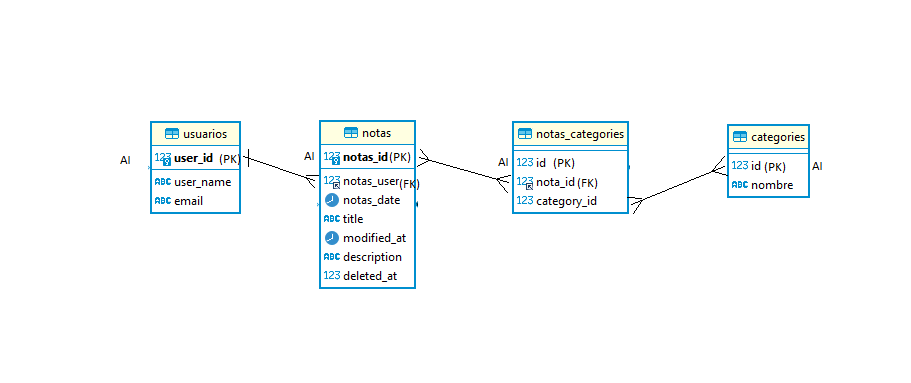 usuarios
AI
123 user_id (PK)
ABC user_name
ABC email
notas
AI
123 notas_id(PK)
123 notas_user(FK)
notas_date
ABC title
modified_at
ABC description
123 deleted_at
notas_categories
AI
123 id (PK)
123 nota_id(FK)
123 category_id
categories
123 id (PK)
AI
ABC nombre